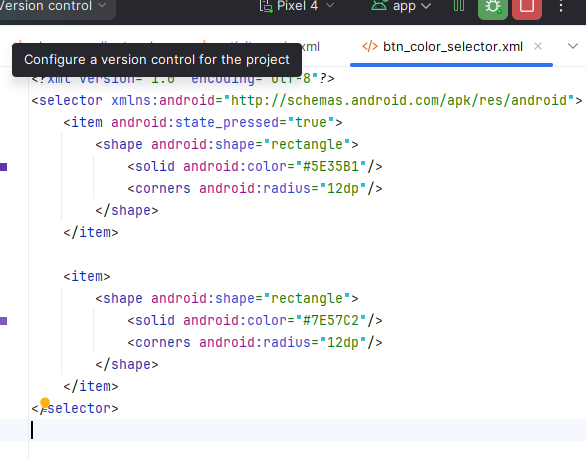 Version control
Pixel 4
app
.xml
btn_color_selector.xml
Configure a version control for the project
<?xml version="1.0" encoding="utf-8"?>
<selector xmlns:android="http://schemas.android.com/apk/res/android">
<item android:state_pressed="true">
<shape android:shape="rectangle">
<solid android:color="#5E35B1"/>
<corners android:radius="12dp"/>
</shape>
</item>
<item>
<shape android:shape="rectangle">
<solid android:color="#7E57C2"/>
<corners android:radius="12dp"/>
</shape>
</item>
</selector>